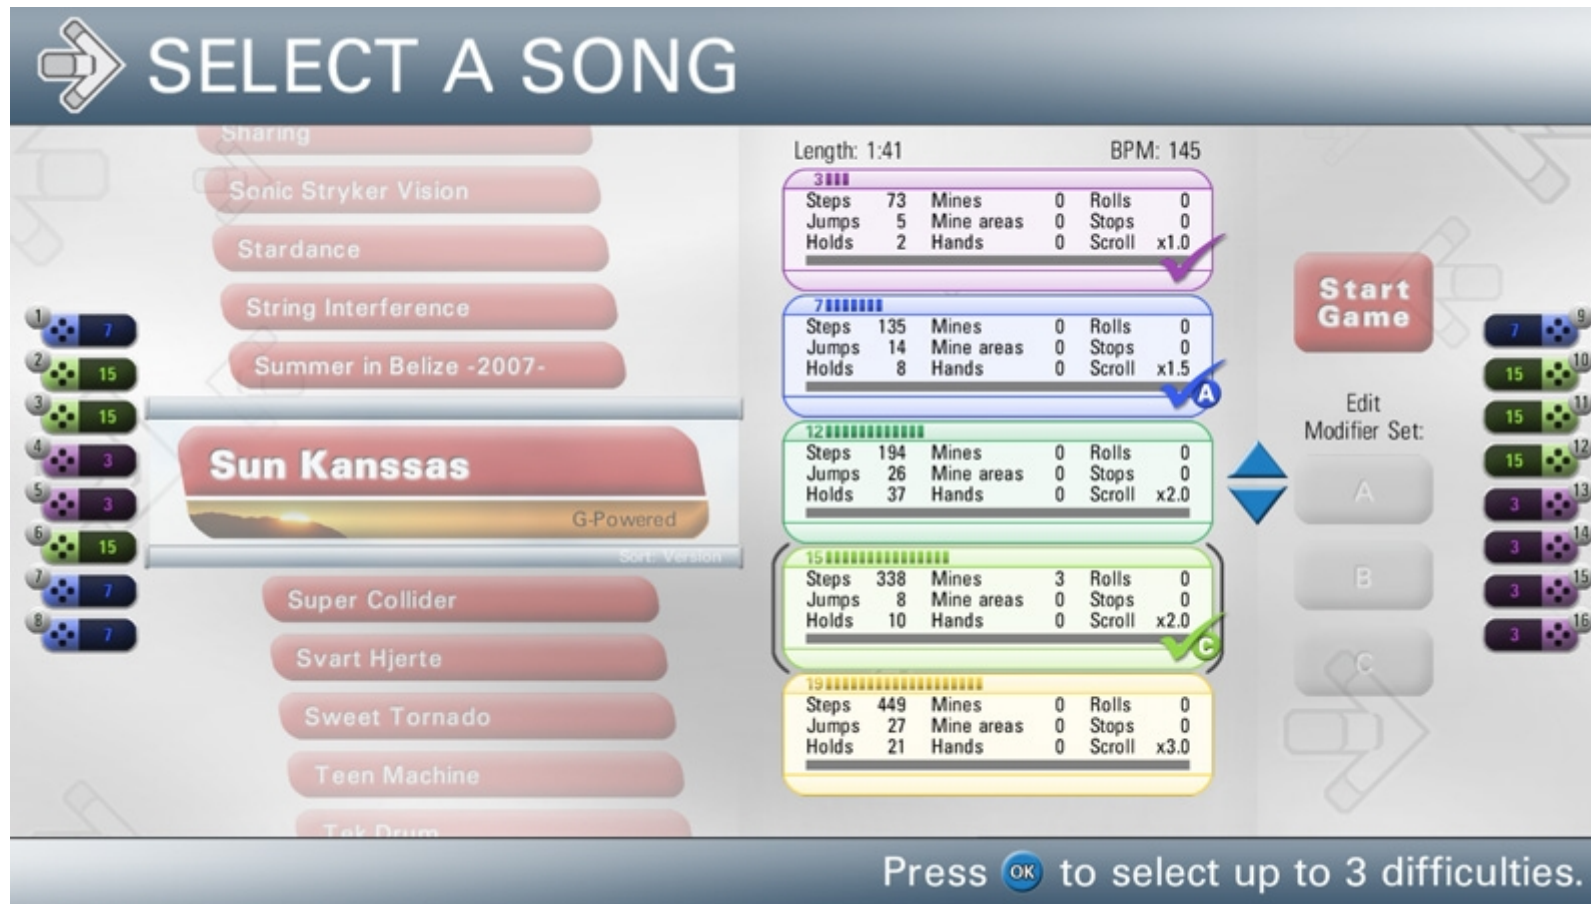 SELECT A SONG
Sharing
Sonic Stryker Vision
Stardance
String Interference
Summer in Belize -2007-
Sun Kanssas
G-Powered
Sort: Version
Super Collider
Svart Hjerte
Sweet Tornado
Teen Machine
Tek Drum
1 7
2 15
3 15
4 3
5 3
6 15
7 7
8 7
Length: 1:41 BPM: 145
3
Steps 73 Mines 0 Rolls 0
Jumps 5 Mine areas 0 Stops 0
Holds 2 Hands 0 Scroll x1.0
7
Steps 135 Mines 0 Rolls 0
Jumps 14 Mine areas 0 Stops 0
Holds 8 Hands 0 Scroll x1.5
A
12
Steps 194 Mines 0 Rolls 0
Jumps 26 Mine areas 0 Stops 0
Holds 37 Hands 0 Scroll x2.0
15
Steps 338 Mines 3 Rolls 0
Jumps 8 Mine areas 0 Stops 0
Holds 10 Hands 0 Scroll x2.0
C
19
Steps 449 Mines 0 Rolls 0
Jumps 27 Mine areas 0 Stops 0
Holds 21 Hands 0 Scroll x3.0
Start
Game
Edit
Modifier Set:
A
B
C
7 9
15 10
15 11
15 12
3 13
3 14
3 15
3 16
Press OK to select up to 3 difficulties.